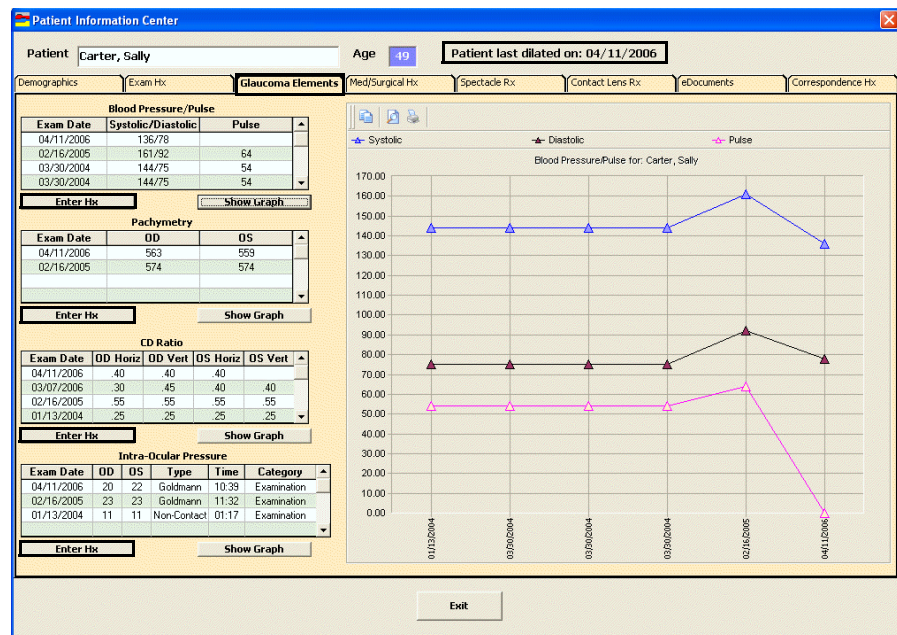 Patient Information Center
Patient Carter, Sally Age 49 Patient last dilated on: 04/11/2006
Demographics Exam Hx Glaucoma Elements Med/Surgical Hx Spectacle Rx Contact Lens Rx eDocuments Correspondence Hx
Blood Pressure/Pulse
Exam Date Systolic/Diastolic Pulse
04/11/2006 136/78
02/16/2005 161/92 64
03/30/2004 144/75 54
03/30/2004 144/75 54
Enter Hx Show Graph
Pachymetry
Exam Date OD OS
04/11/2006 563 559
02/16/2005 574 574
Enter Hx Show Graph
CD Ratio
Exam Date OD Horiz OD Vert OS Horiz OS Vert
04/11/2006 .40 .40 .40
03/07/2006 .30 .45 .40 .40
02/16/2005 .55 .55 .55 .55
01/13/2004 .25 .25 .25 .25
Enter Hx Show Graph
Intra-Ocular Pressure
Exam Date OD OS Type Time Category
04/11/2006 20 22 Goldmann 10:39 Examination
02/16/2005 23 23 Goldmann 11:32 Examination
01/13/2004 11 11 Non-Contact 01:17 Examination
Enter Hx Show Graph
Systolic Diastolic Pulse
Blood Pressure/Pulse for: Carter, Sally
170.00
160.00
150.00
140.00
130.00
120.00
110.00
100.00
90.00
80.00
70.00
60.00
50.00
40.00
30.00
20.00
10.00
0.00
01/13/2004
03/30/2004
03/30/2004
03/30/2004
02/16/2005
04/11/2006
Exit